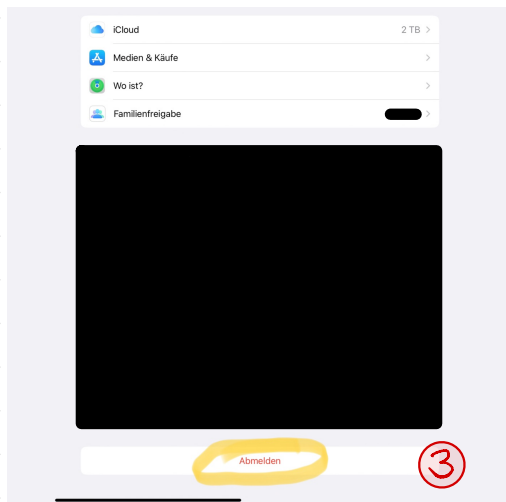 iCloud 2 TB
Medien & Käufe
Wo ist?
Familienfreigabe
Abmelden
3